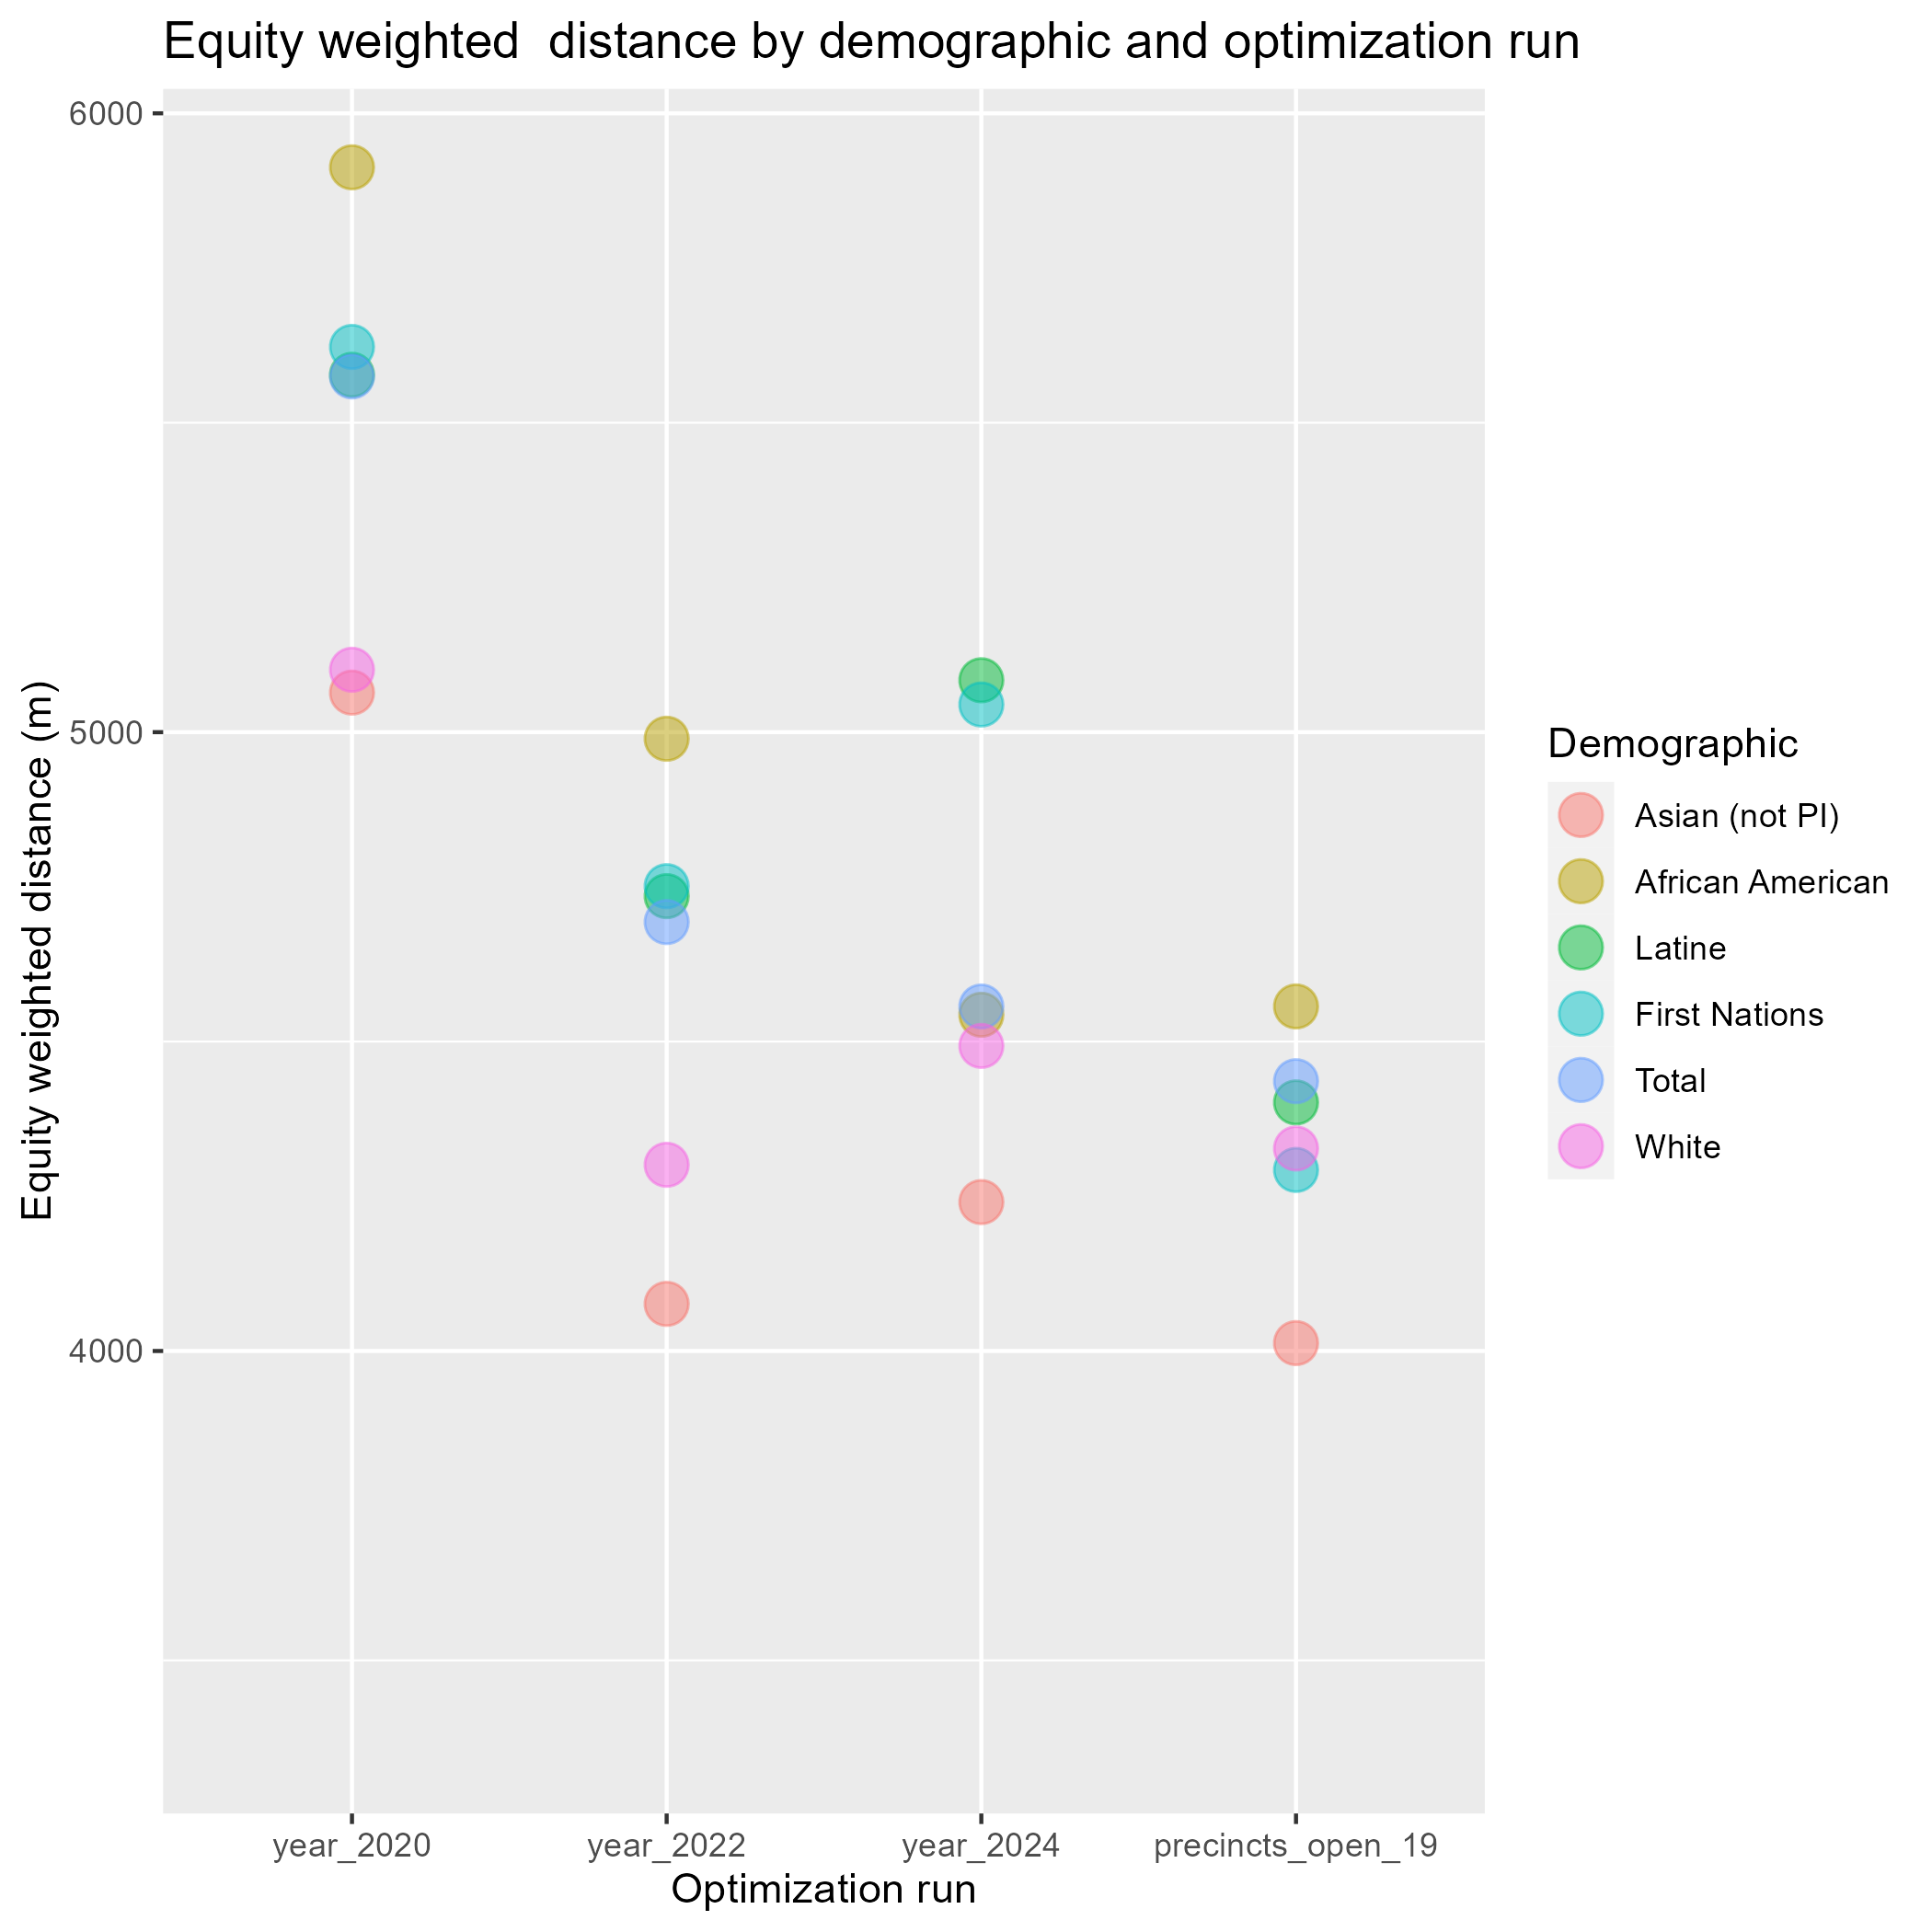 Equity weighted  distance by demographic and optimization run
6000
5000
4000
Equity weighted distance (m)
year_2020
year_2022
year_2024
precincts_open_19
Optimization run
Demographic
Asian (not PI)
African American
Latine
First Nations
Total
White